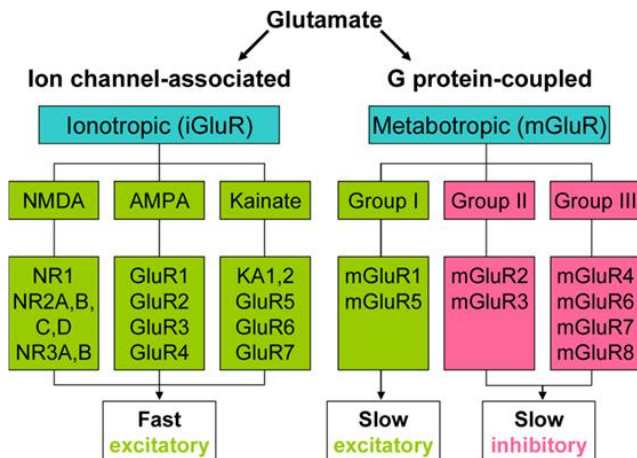 Glutamate
Ion channel-associated
G protein-coupled
Ionotropic (iGluR)
Metabotropic (mGluR)
NMDA
AMPA
Kainate
Group I
Group II
Group III
NR1
NR2A,B,
C,D
NR3A,B
GluR1
GluR2
GluR3
GluR4
KA1,2
GluR5
GluR6
GluR7
mGluR1
mGluR5
mGluR2
mGluR3
mGluR4
mGluR6
mGluR7
mGluR8
Fast
excitatory
Slow
excitatory
Slow
inhibitory